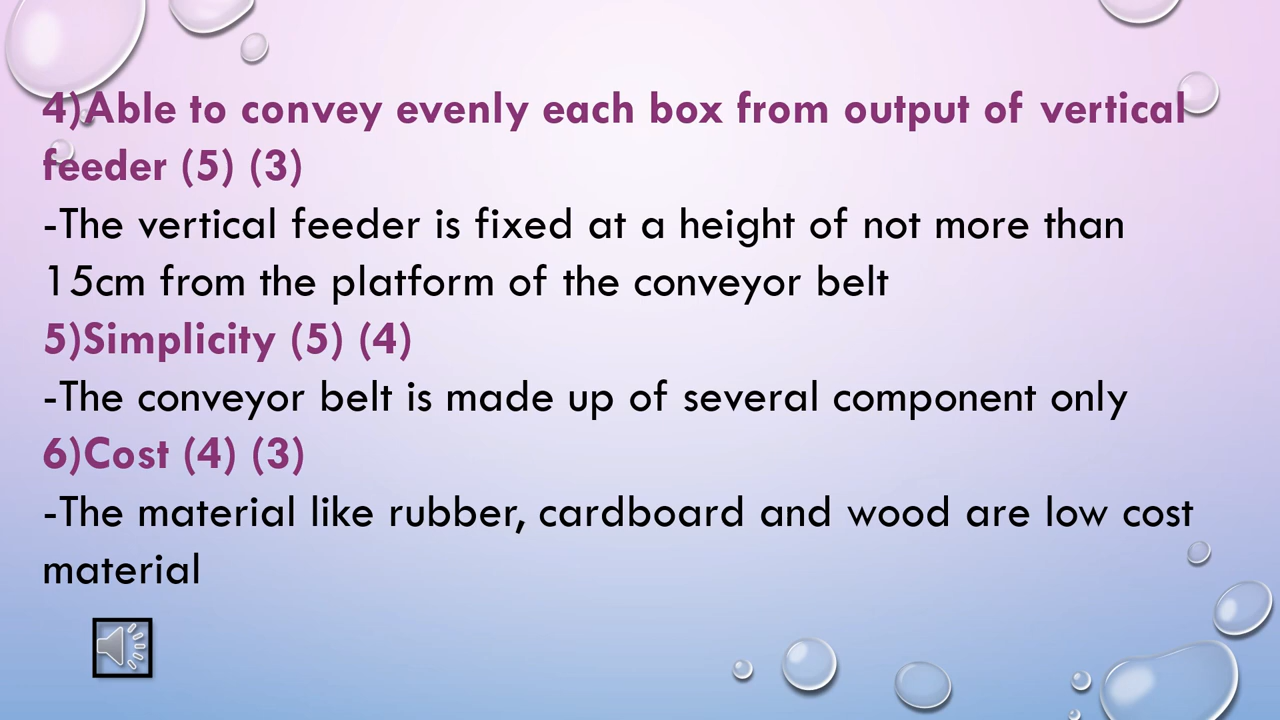 4)Able to convey evenly each box from output of vertical
feeder (5) (3)
-The vertical feeder is fixed at a height of not more than
15cm from the platform of the conveyor belt
5)Simplicity (5) (4)
-The conveyor belt is made up of several component only
6)Cost (4) (3)
-The material like rubber, cardboard and wood are low cost
material